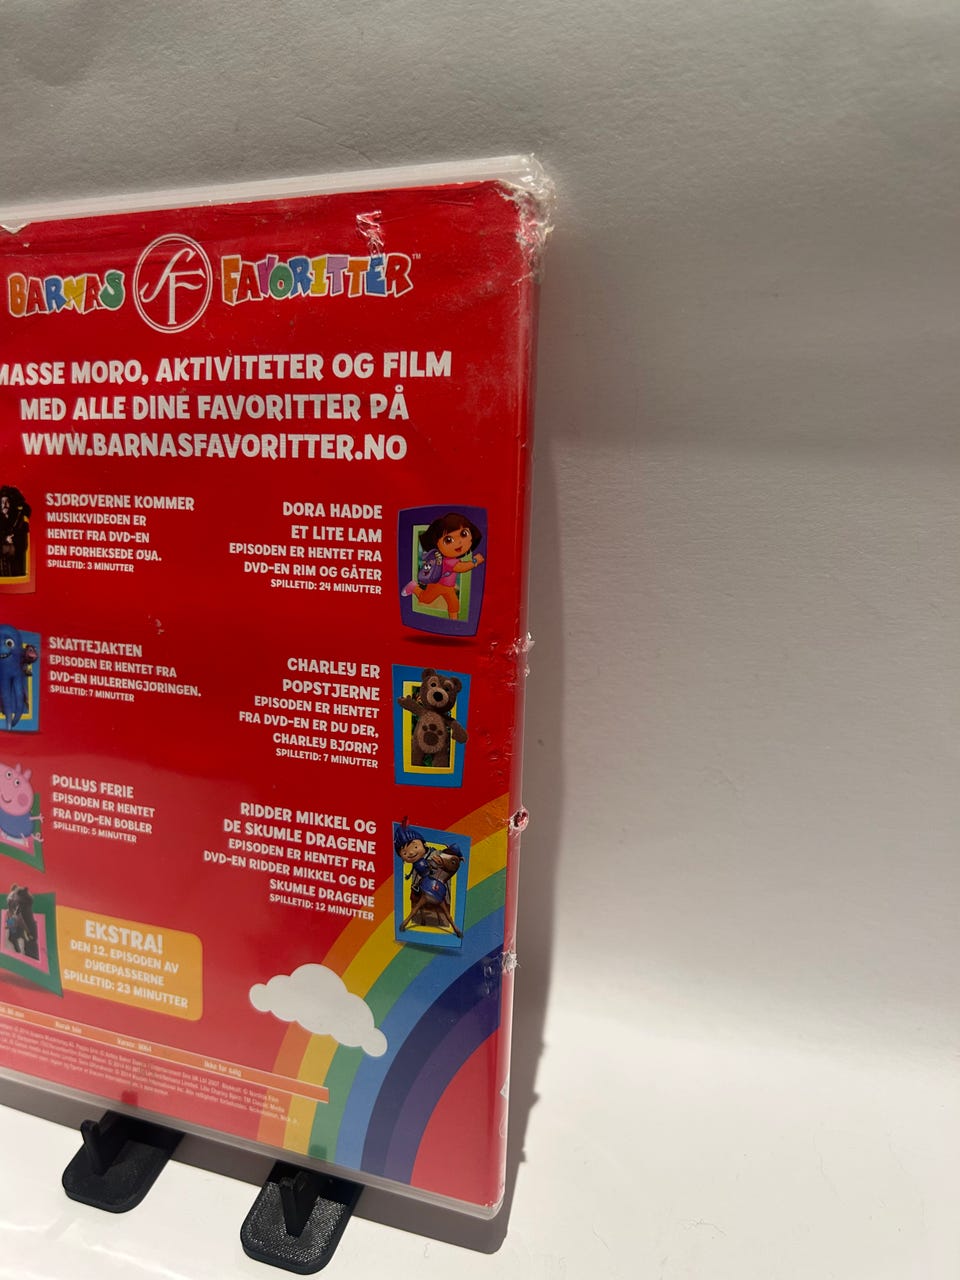 BARNAS SF FAVORITTER™
MASSE MORO, AKTIVITETER OG FILM
MED ALLE DINE FAVORITTER PÅ
WWW.BARNASFAVORITTER.NO
SJØRØVERNE KOMMER
MUSIKKVIDEOEN ER
HENTET FRA DVD-EN
DEN FORHEKSEDE ØYA.
SPILLETID: 3 MINUTTER
DORA HADDE
ET LITE LAM
EPISODEN ER HENTET FRA
DVD-EN RIM OG GÅTER
SPILLETID: 24 MINUTTER
SKATTEJAKTEN
EPISODEN ER HENTET FRA
DVD-EN HULERENGJØRINGEN.
SPILLETID: 7 MINUTTER
CHARLEY ER
POPSTJERNE
EPISODEN ER HENTET
FRA DVD-EN ER DU DER,
CHARLEY BJØRN?
SPILLETID: 7 MINUTTER
POLLYS FERIE
EPISODEN ER HENTET
FRA DVD-EN BOBLER
SPILLETID: 5 MINUTTER
RIDDER MIKKEL OG
DE SKUMLE DRAGENE
EPISODEN ER HENTET FRA
DVD-EN RIDDER MIKKEL OG DE
SKUMLE DRAGENE
SPILLETID: 12 MINUTTER
EKSTRA!
DEN 12. EPISODEN AV
DYREPASSERNE
SPILLETID: 23 MINUTTER
Ikke for salg